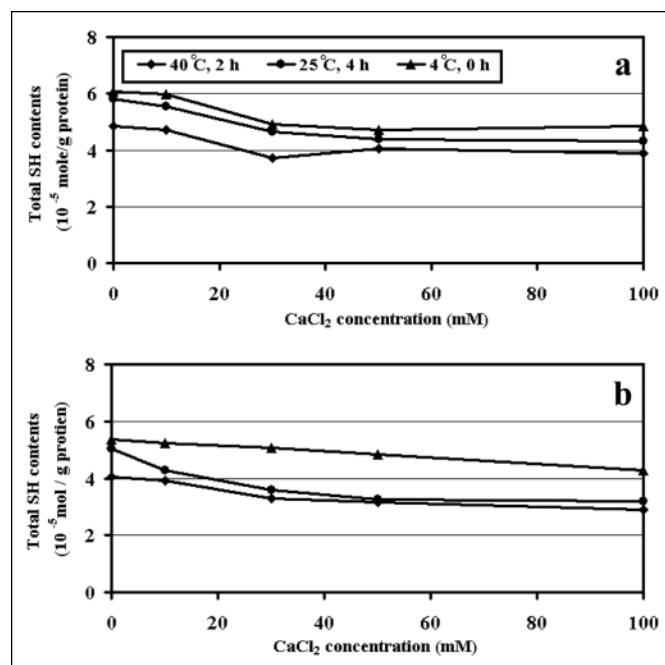 a
40°C, 2 h 25°C, 4 h 4°C, 0 h
Total SH contents
(10 -5 mole/g protein)
8
6
4
2
0
0 20 40 60 80 100
CaCl2 concentration (mM)
b
Total SH contents
(10 -5 mol / g protien)
8
6
4
2
0
0 20 40 60 80 100
CaCl2 concentration (mM)